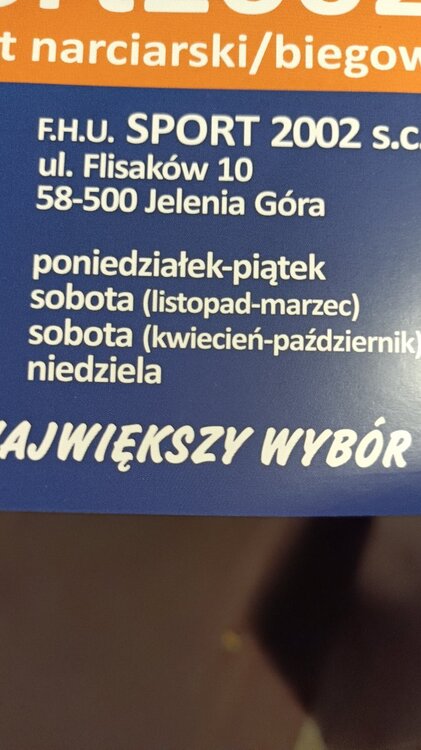 t narciarski/biegow
F.H.U. SPORT 2002 s.c.
ul. Flisaków 10
58-500 Jelenia Góra
poniedziałek-piątek
sobota (listopad-marzec)
sobota (kwiecień-październik)
niedziela
NAJWIĘKSZY WYBÓR